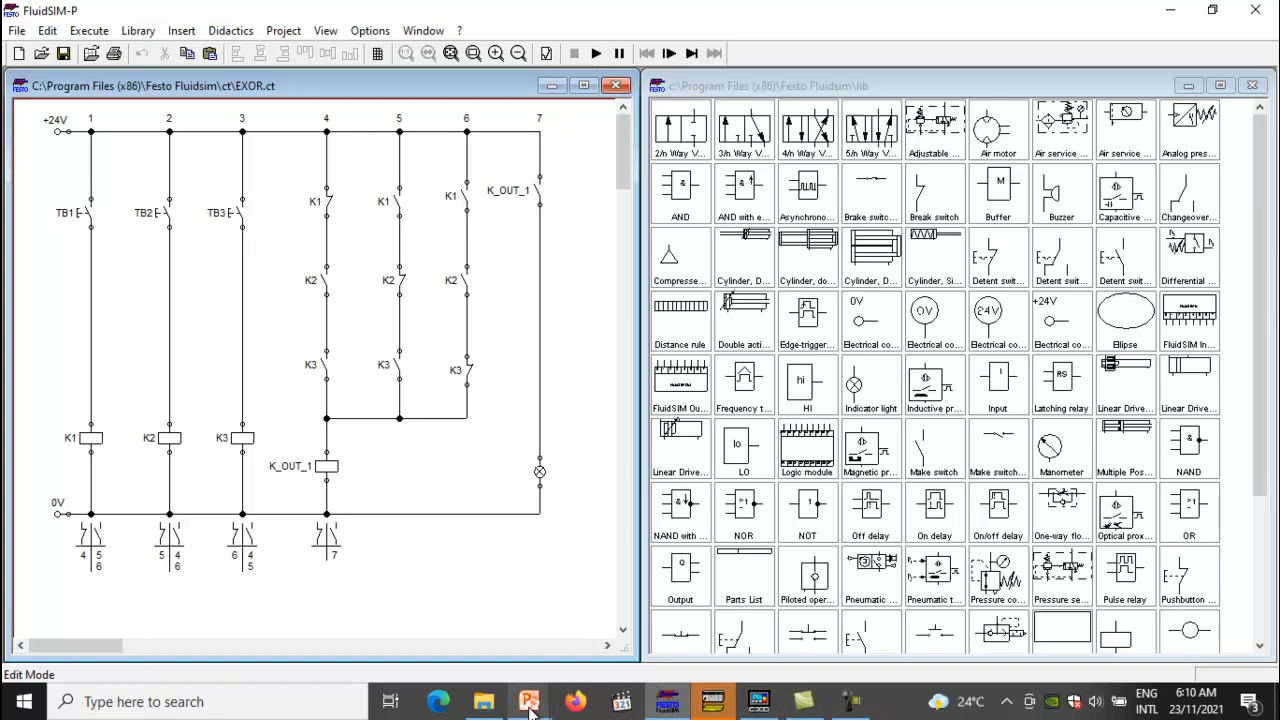 FluidSIM-P
File Edit Execute Library Insert Didactics Project View Options Window ?
C:\Program Files (x86)\Festo Fluidsim\ct\EXOR.ct
1 2 3 4 5 6 7
+24V
TB1 TB2 TB3 K1 K1 K1 K_OUT_1
K2 K2 K2
K3 K3 K3
K1 K2 K3
K_OUT_1
0V
4 5 5 4 6 4 7
6 6 5
c:\Program Files (x86)\Festo Fluidsim\lib
2/n Way V... 3/n Way V... 4/n Way V... 5/n Way V... Adjustable ... Air motor Air service ... Air service ... Analog pres...
& & M
AND AND with e... Asynchrono... Brake switc... Break switch Buffer Buzzer Capacitive ... Changeover...
Compresse... Cylinder, D... Cylinder, do... Cylinder, D... Cylinder, Si... Detent swit... Detent swit... Detent swit... Differential ...
0V 0V 24V +24V
Distance rule Double acti... Edge-trigger... Electrical co... Electrical co... Electrical co... Electrical co... Ellipse FluidSIM In...
hi I RS
FluidSIM Ou... Frequency t... HI Indicator light Inductive pr... Input Latching relay Linear Drive... Linear Drive...
lo &
Linear Drive... LO Logic module Magnetic pr... Make switch Make switc... Manometer Multiple Pos... NAND
& >1 1 >1
NAND with ... NOR NOT Off delay On delay On/off delay One-way flo... Optical prox... OR
Q
Output Parts List Piloted oper... Pneumatic ... Pneumatic t... Pressure co... Pressure se... Pulse relay Pushbutton ...
Edit Mode
Type here to search
321
FESTO
24°C
ENG
INTL
6:10 AM
23/11/2021
3